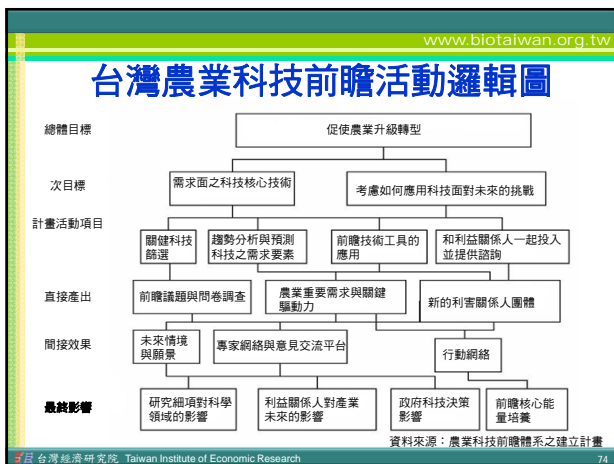 www.biotaiwan.org.tw
台灣農業科技前瞻活動邏輯圖
總體目標
促使農業升級轉型
次目標
需求面之科技核心技術
考慮如何應用科技面對未來的挑戰
計畫活動項目
關健科技
篩選
趨勢分析與預測
科技之需求要素
前瞻技術工具的
應用
和利益關係人一起投入
並提供諮詢
直接產出
前瞻議題與問卷調查
農業重要需求與關鍵
驅動力
新的利害關係人團體
間接效果
未來情境
與願景
專家網絡與意見交流平台
行動網絡
最終影響
研究細項對科學
領域的影響
利益關係人對產業
未來的影響
政府科技決策
影響
前瞻核心能
量培養
資料來源：農業科技前瞻體系之建立計畫
台灣經濟研究院 Taiwan Institute of Economic Research
74